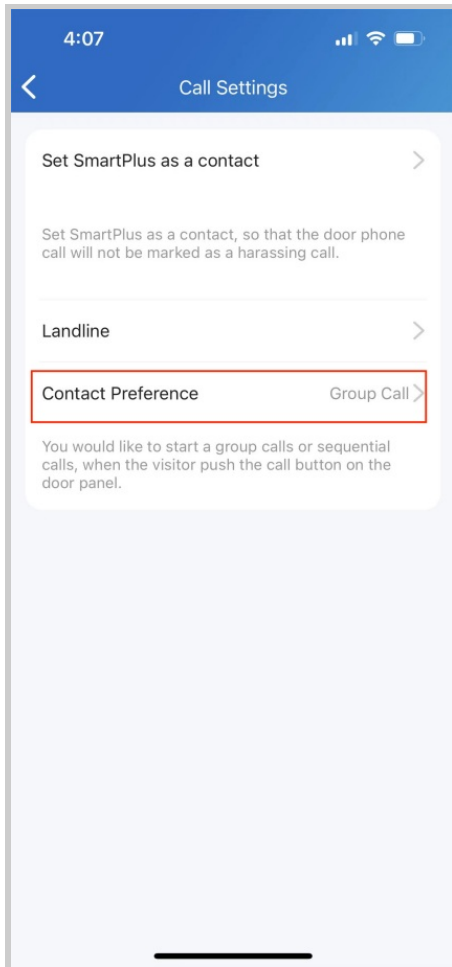 4:07
Call Settings
Set SmartPlus as a contact
Set SmartPlus as a contact, so that the door phone
call will not be marked as a harassing call.
Landline
Contact Preference Group Call
You would like to start a group calls or sequential
calls, when the visitor push the call button on the
door panel.